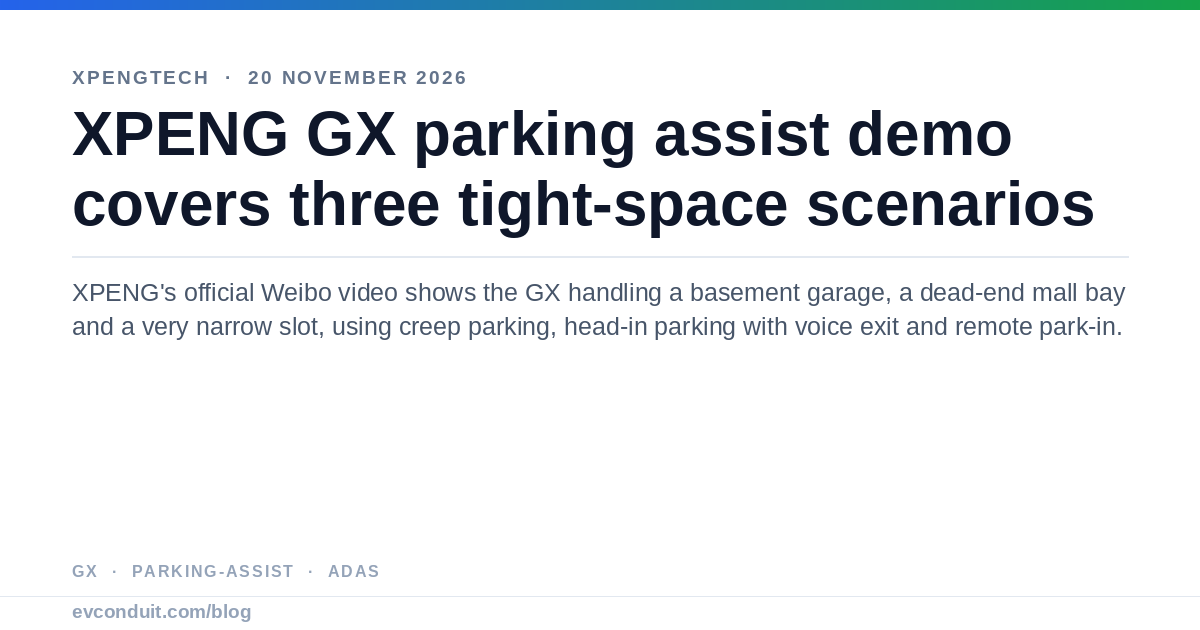 XPENGTECH · 20 NOVEMBER 2026
XPENG GX parking assist demo
covers three tight-space scenarios
XPENG's official Weibo video shows the GX handling a basement garage, a dead-end mall bay
and a very narrow slot, using creep parking, head-in parking with voice exit and remote park-in.
GX · PARKING-ASSIST · ADAS
evconduit.com/blog